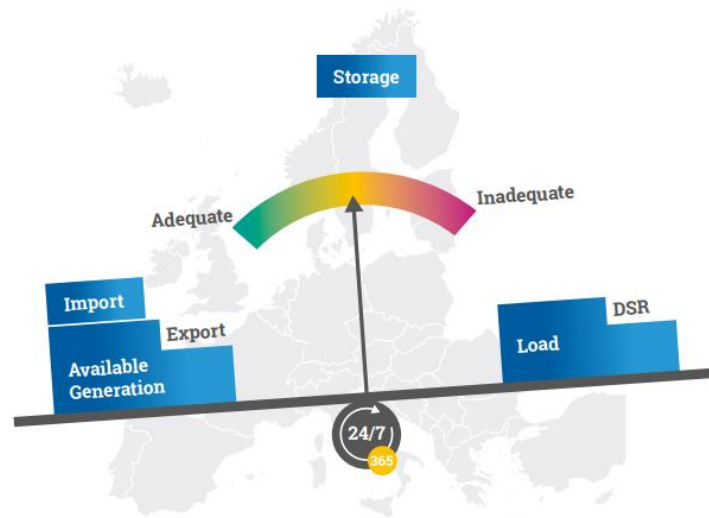 Storage
Adequate
Inadequate
Import
Export
Available
Generation
DSR
Load
24/7
365